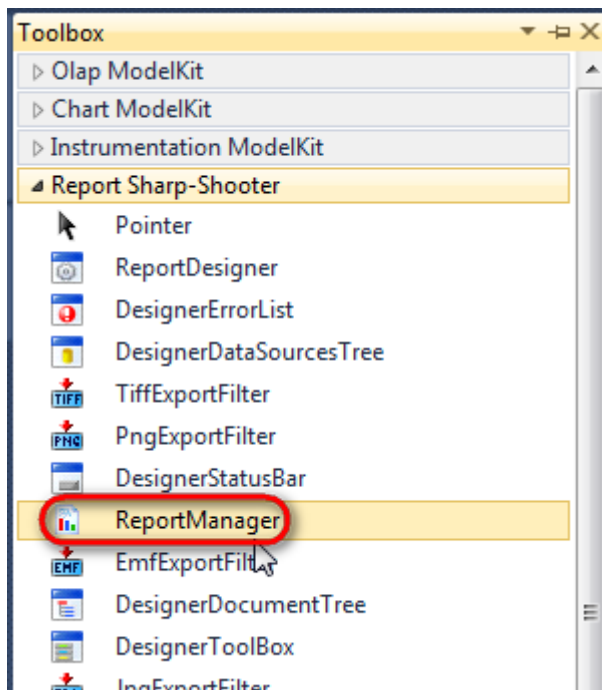 Toolbox
Olap ModelKit
Chart ModelKit
Instrumentation ModelKit
Report Sharp-Shooter
Pointer
ReportDesigner
DesignerErrorList
DesignerDataSourcesTree
TIFF TiffExportFilter
PNG PngExportFilter
DesignerStatusBar
ReportManager
EMF EmfExportFilter
DesignerDocumentTree
DesignerToolBox
JpgExportFilter